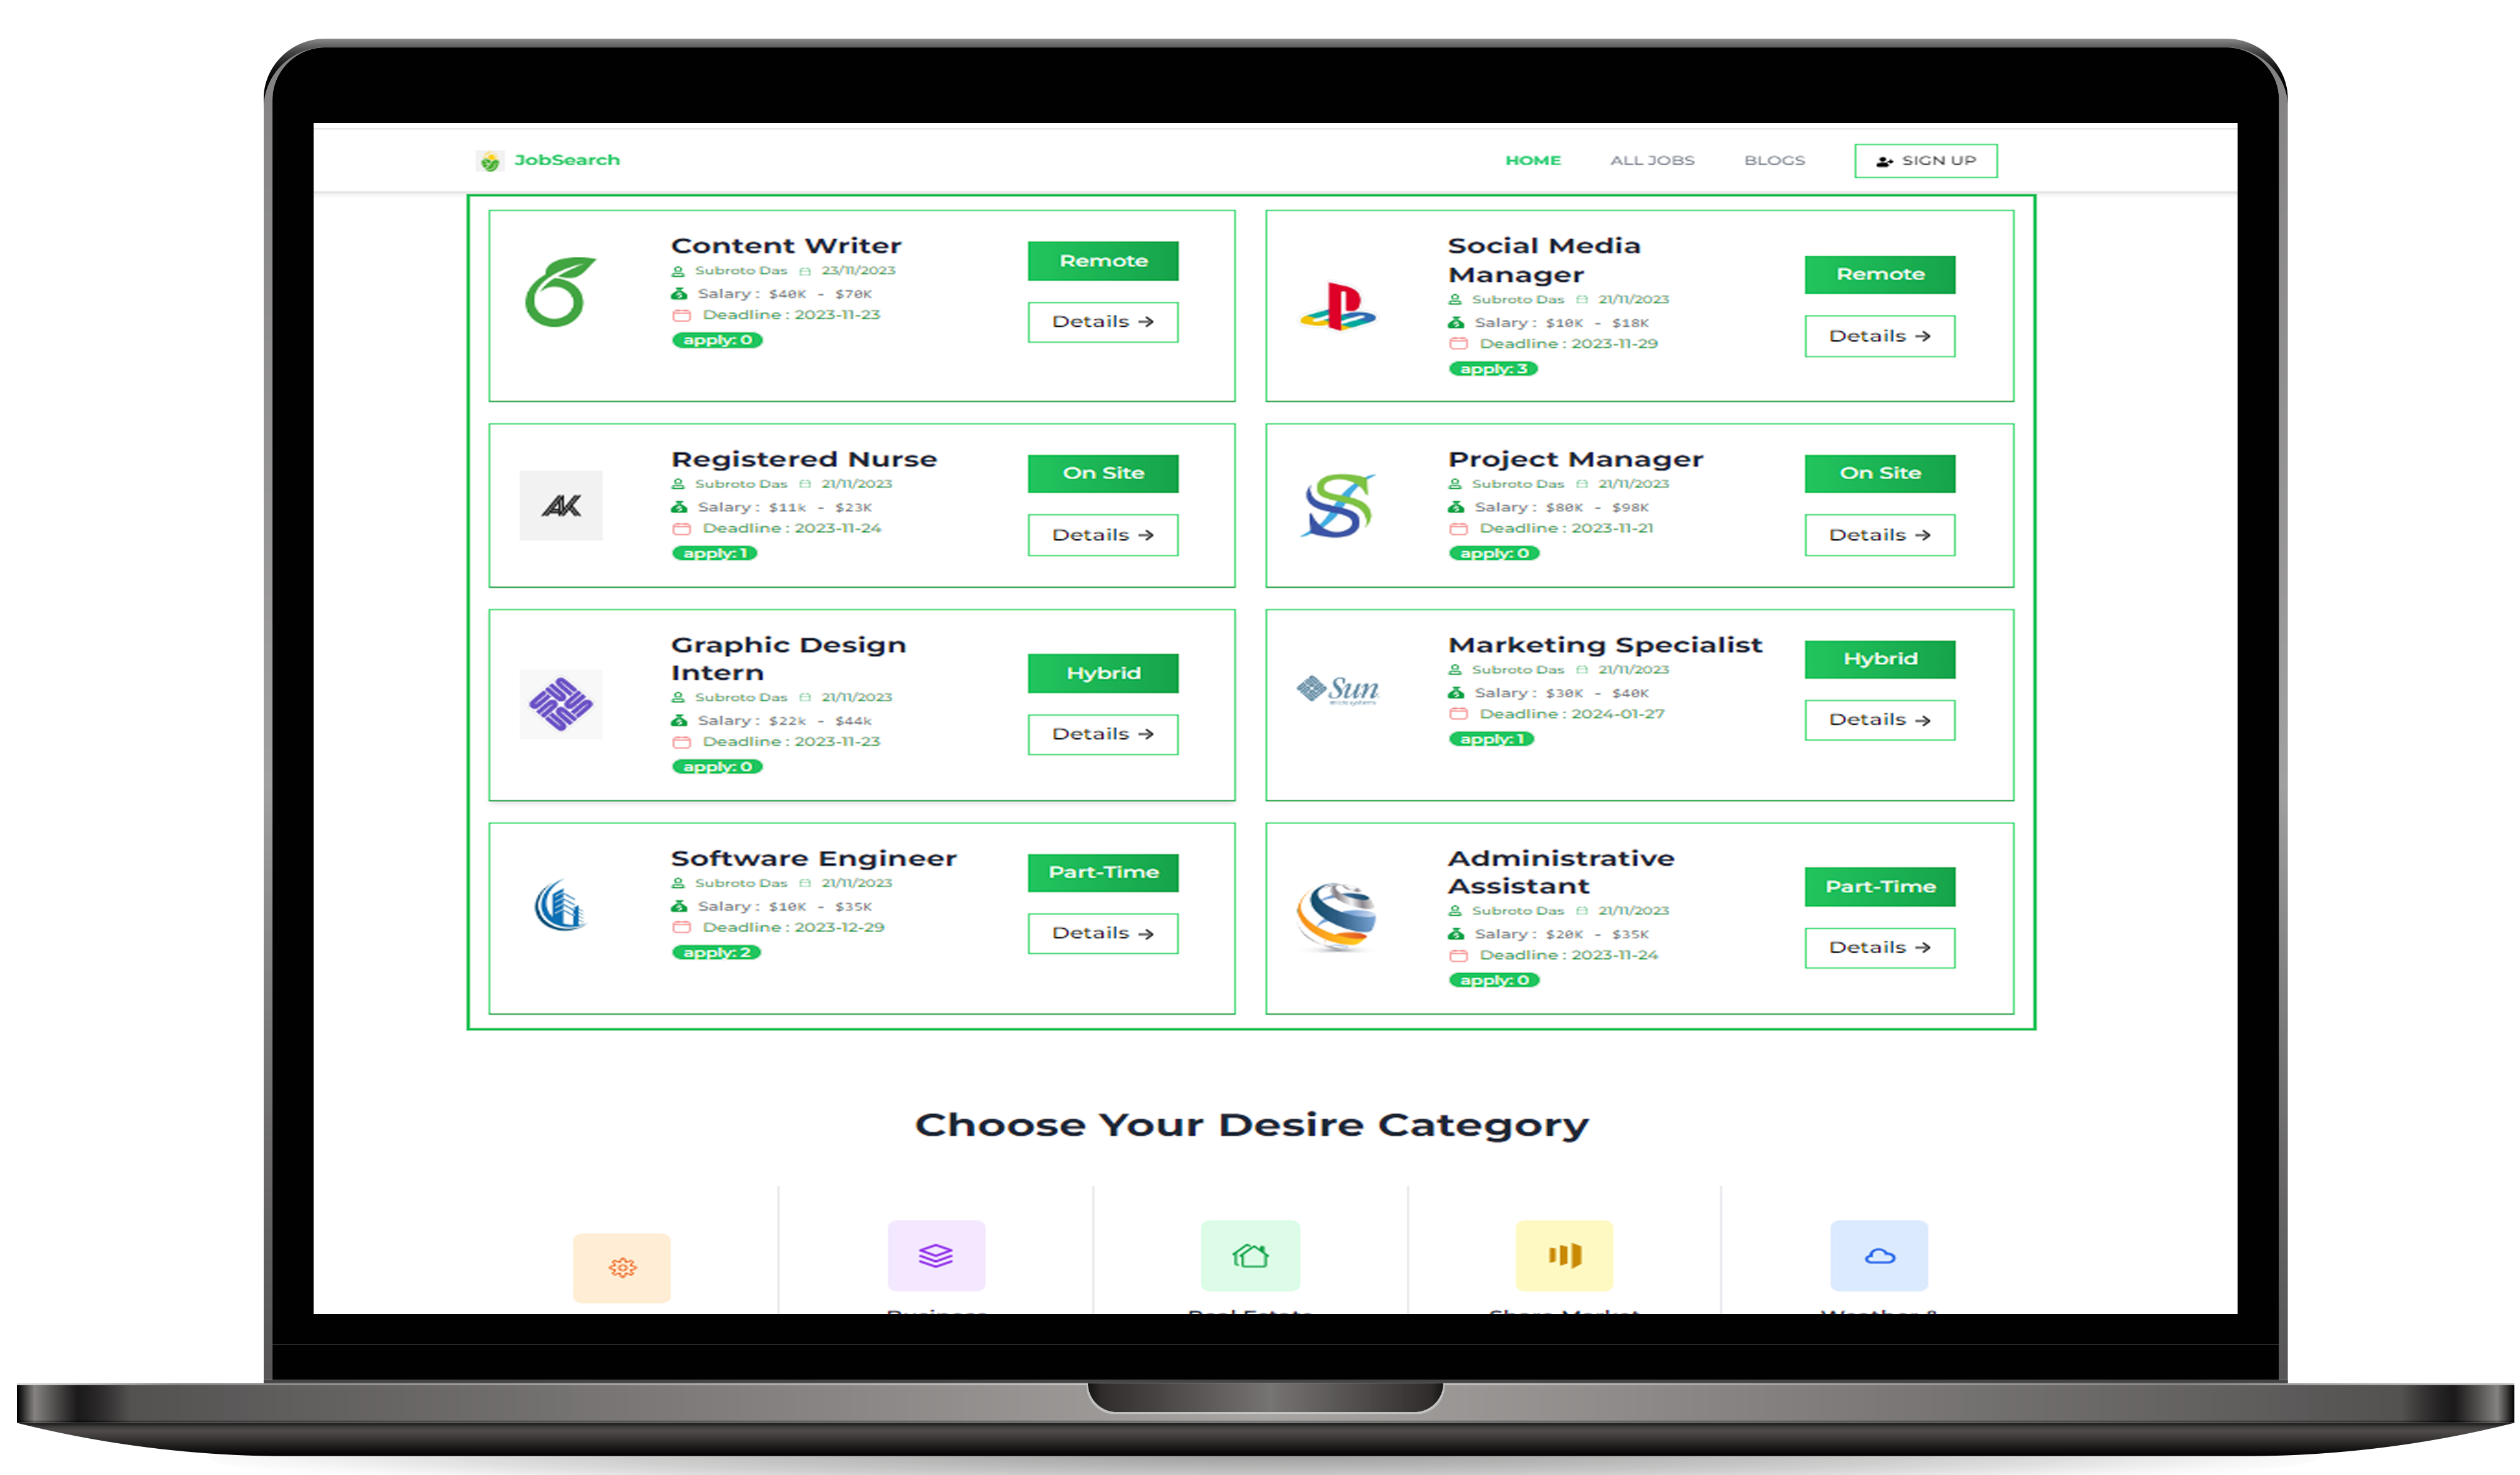 JobSearch
HOME ALL JOBS BLOGS SIGN UP
Content Writer
Subroto Das 23/11/2023
Salary : $40K - $70K
Deadline : 2023-11-23
apply: 0
Remote
Details →
Social Media
Manager
Subroto Das 21/11/2023
Salary : $10K - $18K
Deadline : 2023-11-29
apply: 3
Remote
Details →
AK
Registered Nurse
Subroto Das 21/11/2023
Salary : $11k - $23K
Deadline : 2023-11-24
apply: 1
On Site
Details →
Project Manager
Subroto Das 21/11/2023
Salary : $80K - $98K
Deadline : 2023-11-21
apply: 0
On Site
Details →
Graphic Design
Intern
Subroto Das 21/11/2023
Salary : $22k - $44k
Deadline : 2023-11-23
apply: 0
Hybrid
Details →
Sun
microsystems
Marketing Specialist
Subroto Das 21/11/2023
Salary : $30K - $40K
Deadline : 2024-01-27
apply: 1
Hybrid
Details →
Software Engineer
Subroto Das 21/11/2023
Salary : $10K - $35K
Deadline : 2023-12-29
apply: 2
Part-Time
Details →
Administrative
Assistant
Subroto Das 21/11/2023
Salary : $20K - $35K
Deadline : 2023-11-24
apply: 0
Part-Time
Details →
Choose Your Desire Category
Business Real Estate Share Market Weather &